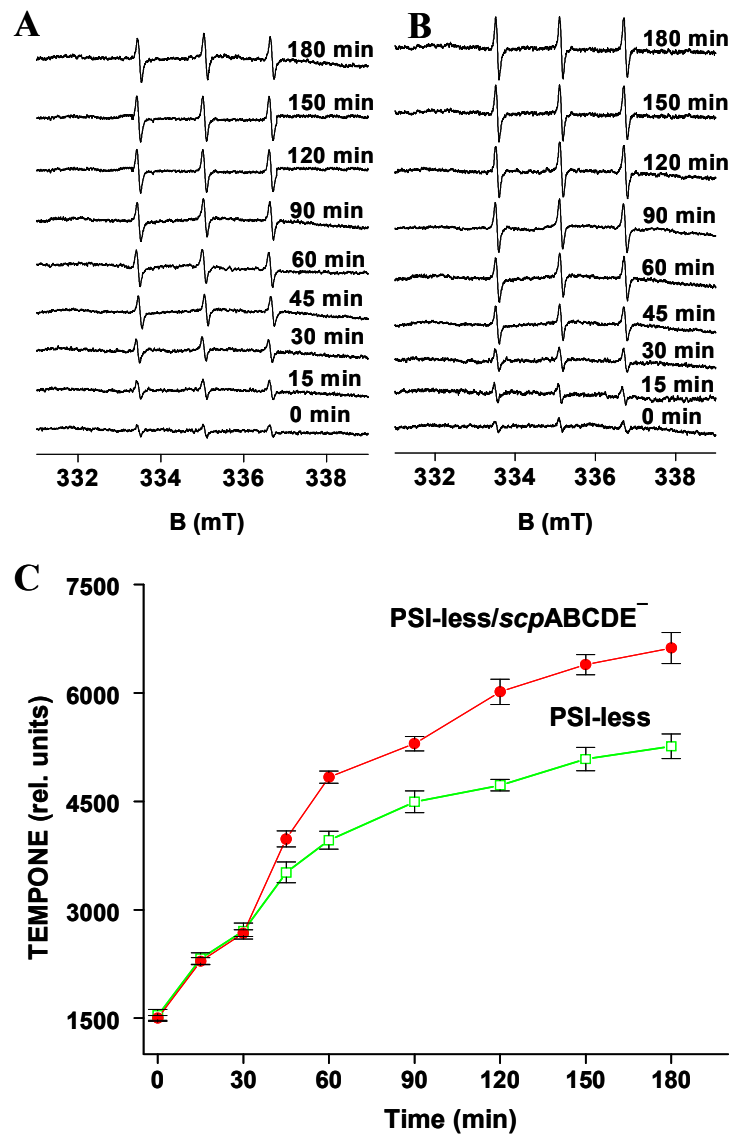 A
180 min
150 min
120 min
90 min
60 min
45 min
30 min
15 min
0 min
332 334 336 338
B (mT)
B
180 min
150 min
120 min
90 min
60 min
45 min
30 min
15 min
0 min
332 334 336 338
B (mT)
C
7500
6000
4500
3000
1500
TEMPONE (rel. units)
PSI-less/scpABCDE⁻
PSI-less
0 30 60 90 120 150 180
Time (min)